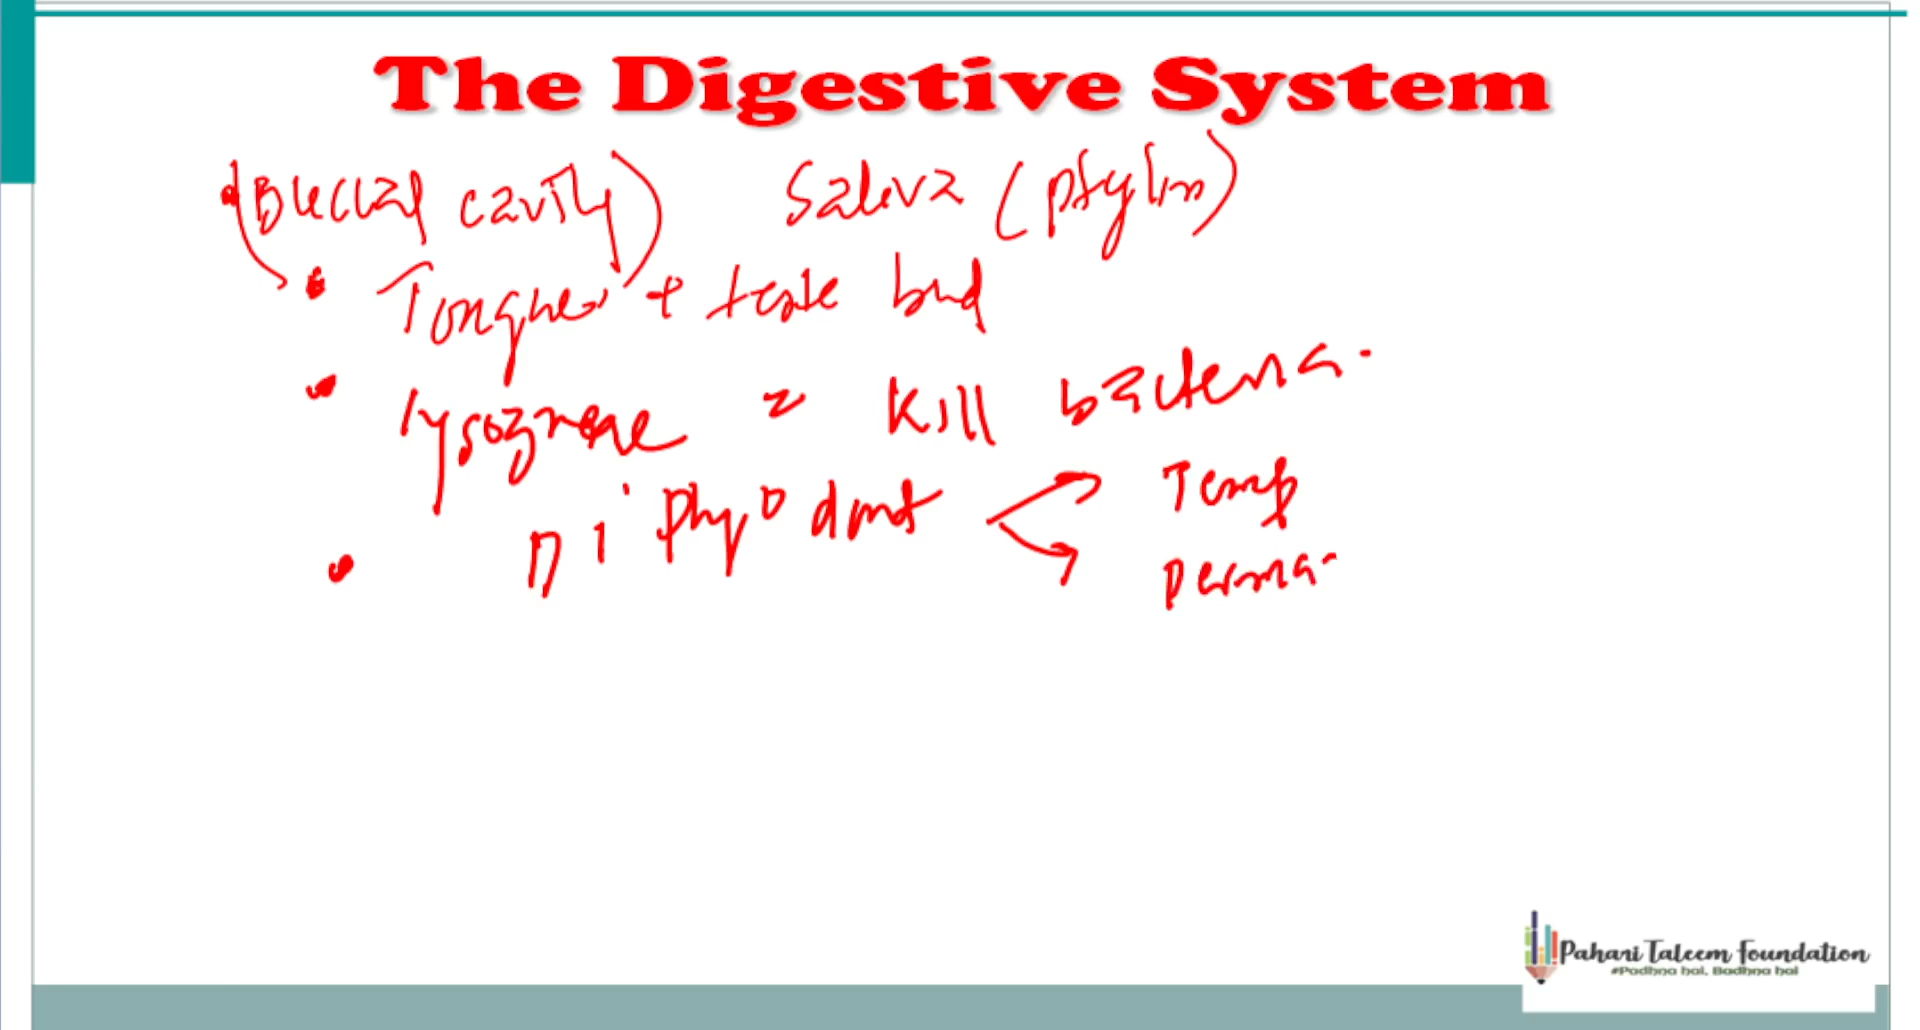 The Digestive System
(Buccal cavity) Saliva (ptylin)
• Tongue + taste bud
• lysozyme = Kill bacteria.
• Diphyodont Temp
perma.
Pahari Taleem Foundation
#Padhna hai, Badhna hai